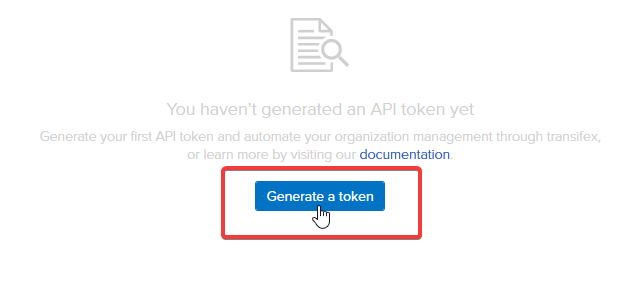 You haven't generated an API token yet
Generate your first API token and automate your organization management through transifex,
or learn more by visiting our documentation.
Generate a token